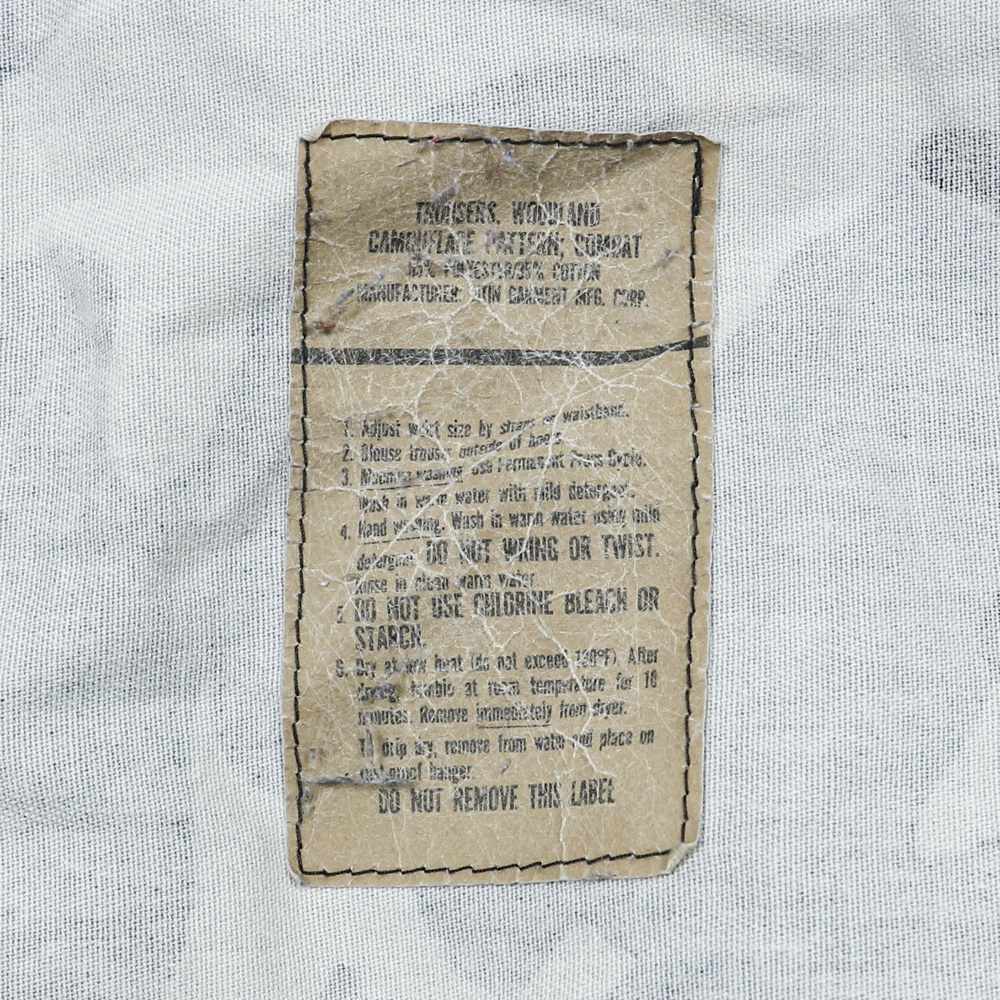 TROUSERS, WOODLAND
CAMOUFLAGE PATTERN; COMBAT
POLYESTER/35% COTTON
MANUFACTURER: GARMENT MFG. CORP.
1. Adjust waist size by straps on waistband.
2. Blouse trouser outside of boots.
3. Machine washing. Use Permanent Press Cycle.
Wash in warm water with mild detergent.
4. Hand washing. Wash in warm water using mild
detergent. DO NOT WRING OR TWIST.
Rinse in clean warm water.
5. DO NOT USE CHLORINE BLEACH OR
STARCH.
6. Dry at low heat (do not exceed 130°F). After
drying, tumble at room temperature for 10
minutes. Remove immediately from dryer.
To drip dry, remove from water and place on
rust-proof hanger.
DO NOT REMOVE THIS LABEL